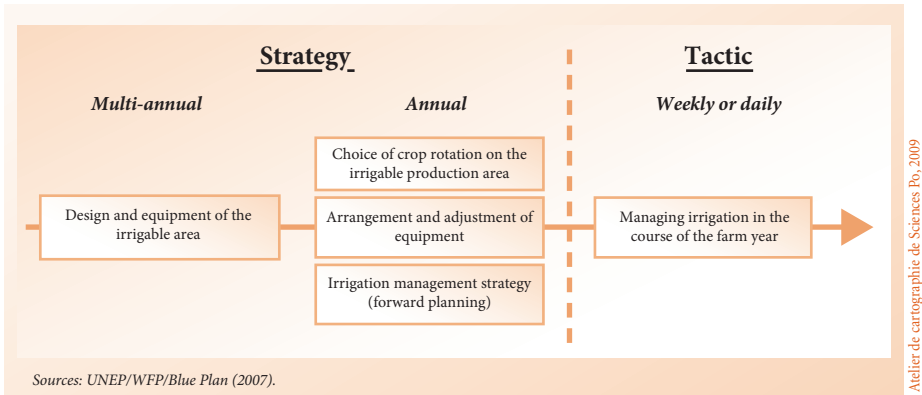 Strategy
Tactic
Multi-annual
Annual
Weekly or daily
Choice of crop rotation on the
irrigable production area
Design and equipment of the
irrigable area
Arrangement and adjustment of
equipment
Managing irrigation in the
course of the farm year
Irrigation management strategy
(forward planning)
Sources: UNEP/WFP/Blue Plan (2007).
Atelier de cartographie de Sciences Po, 2009